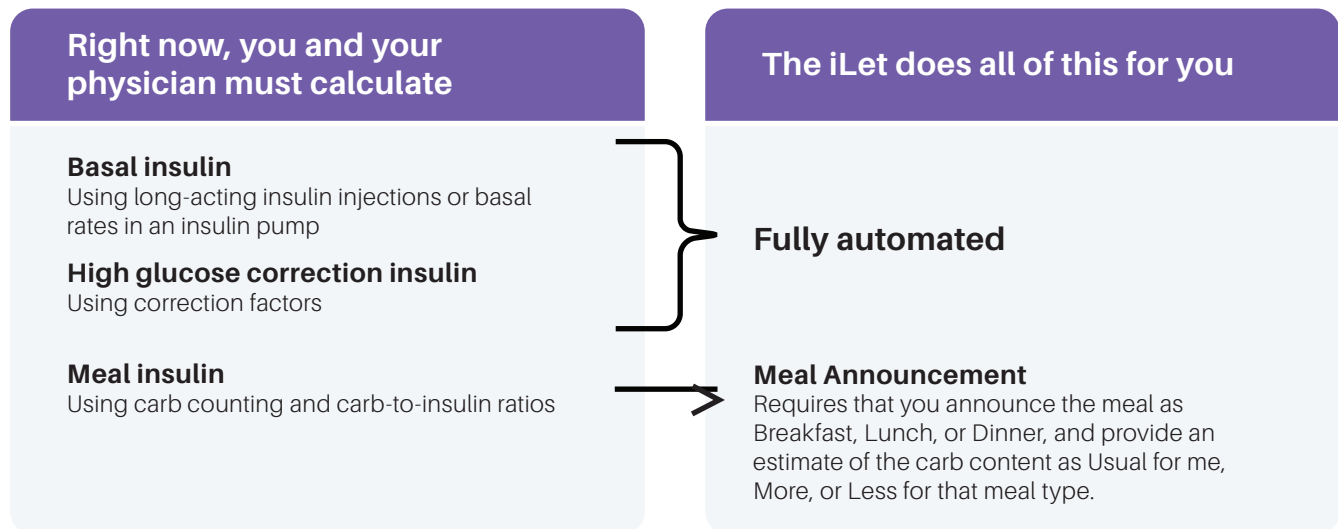 Right now, you and your
physician must calculate
Basal insulin
Using long-acting insulin injections or basal
rates in an insulin pump
High glucose correction insulin
Using correction factors
Meal insulin
Using carb counting and carb-to-insulin ratios
The iLet does all of this for you
Fully automated
Meal Announcement
Requires that you announce the meal as
Breakfast, Lunch, or Dinner, and provide an
estimate of the carb content as Usual for me,
More, or Less for that meal type.